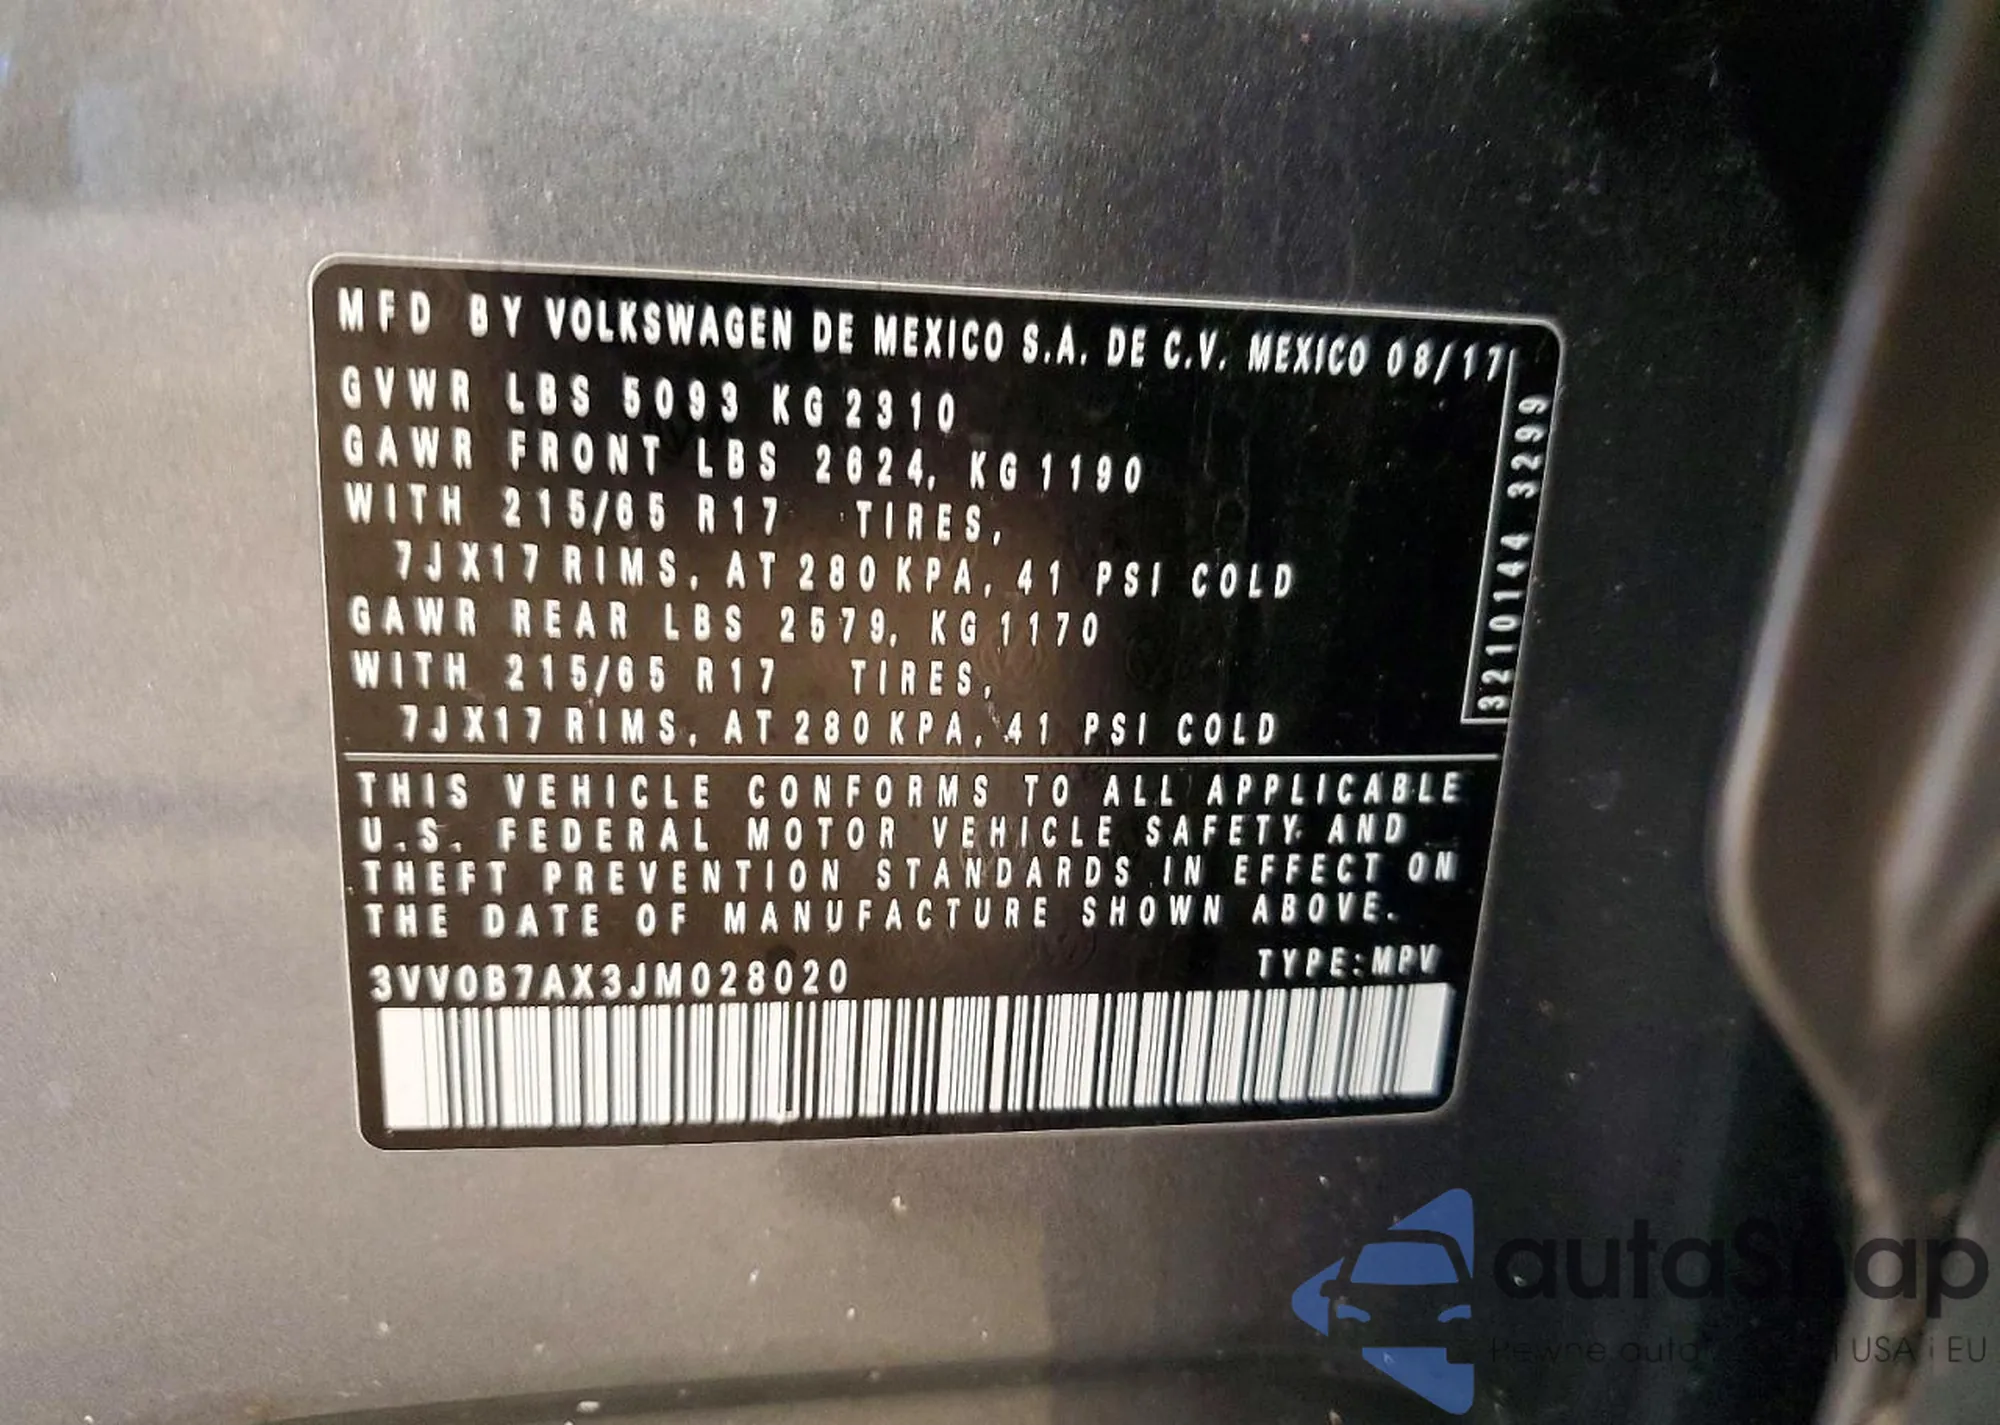 MFD BY VOLKSWAGEN DE MEXICO S.A. DE C.V. MEXICO 08/17
GVWR LBS 5093 KG 2310
GAWR FRONT LBS 2624, KG 1190
WITH 215/65 R17 TIRES,
7JX17 RIMS, AT 280 KPA, 41 PSI COLD
GAWR REAR LBS 2579, KG 1170
WITH 215/65 R17 TIRES,
7JX17 RIMS, AT 280 KPA, 41 PSI COLD
3210144 3299
THIS VEHICLE CONFORMS TO ALL APPLICABLE
U.S. FEDERAL MOTOR VEHICLE SAFETY AND
THEFT PREVENTION STANDARDS IN EFFECT ON
THE DATE OF MANUFACTURE SHOWN ABOVE.
3VV0B7AX3JM028020 TYPE:MPV
autaSnap
Pewne auta USA i EU